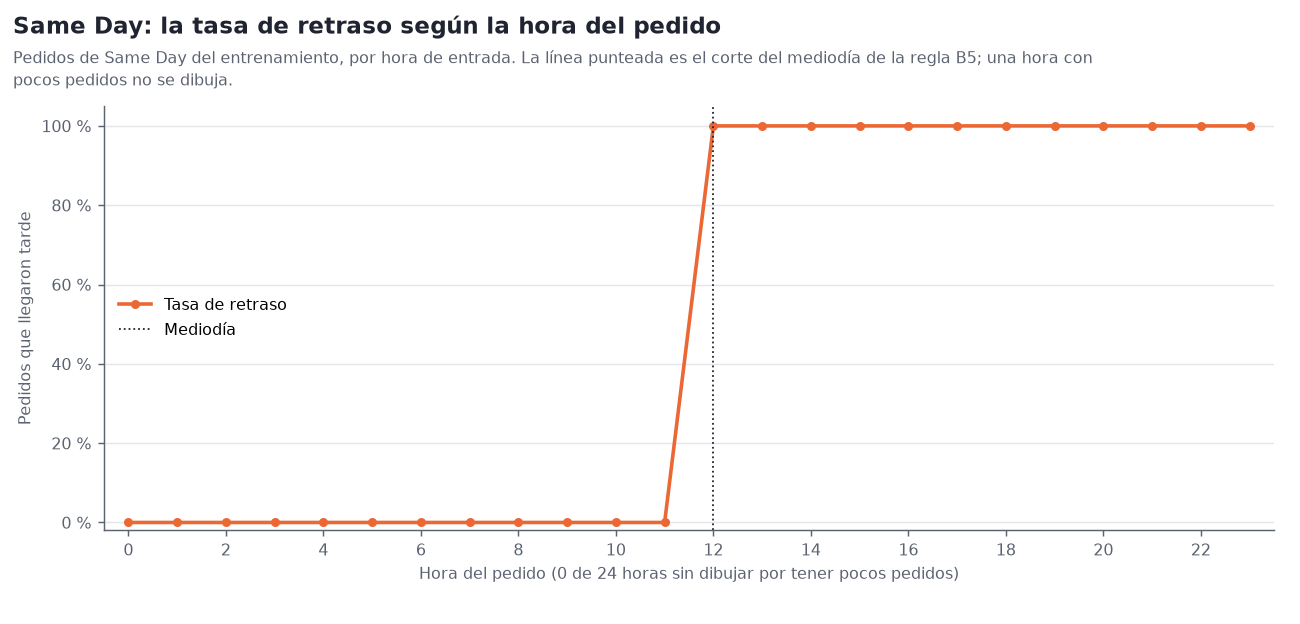 Same Day: la tasa de retraso según la hora del pedido
Pedidos de Same Day del entrenamiento, por hora de entrada. La línea punteada es el corte del mediodía de la regla B5; una hora con
pocos pedidos no se dibuja.
100 %
80 %
60 %
40 %
20 %
0 %
Pedidos que llegaron tarde
Tasa de retraso
Mediodía
0 2 4 6 8 10 12 14 16 18 20 22
Hora del pedido (0 de 24 horas sin dibujar por tener pocos pedidos)